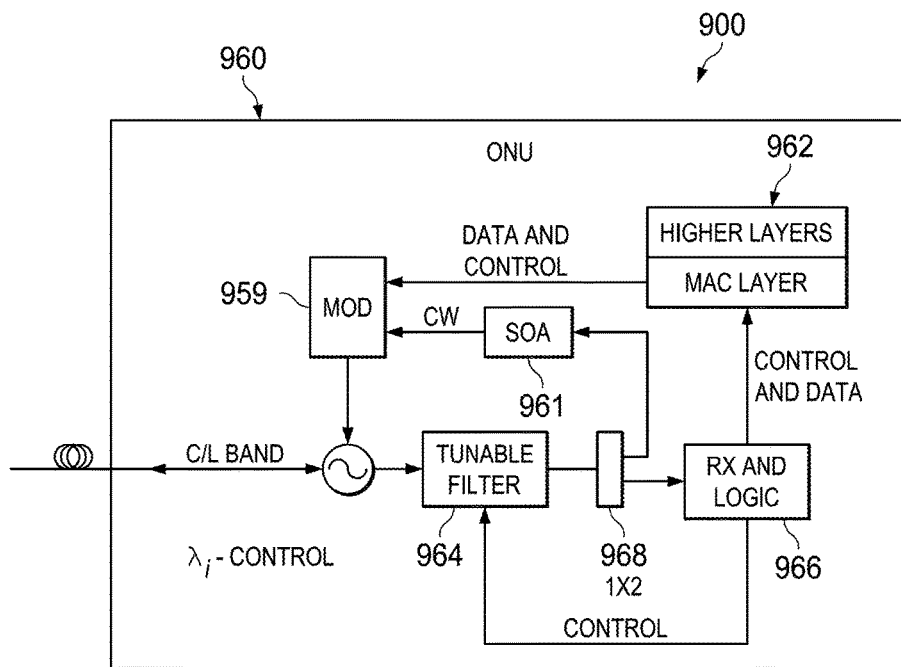 900
960
ONU
962
HIGHER LAYERS
DATA AND
CONTROL
MAC LAYER
959
MOD
CW
SOA
961
CONTROL
AND DATA
C/L BAND
TUNABLE
FILTER
RX AND
LOGIC
964
968
966
1X2
λi - CONTROL
CONTROL